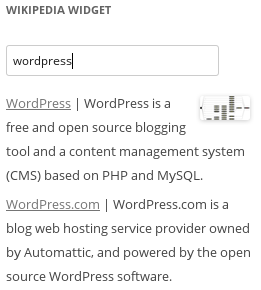 WIKIPEDIA WIDGET
wordpress
WordPress | WordPress is a
free and open source blogging
tool and a content management system
(CMS) based on PHP and MySQL.
WordPress.com | WordPress.com is a
blog web hosting service provider owned
by Automattic, and powered by the open
source WordPress software.